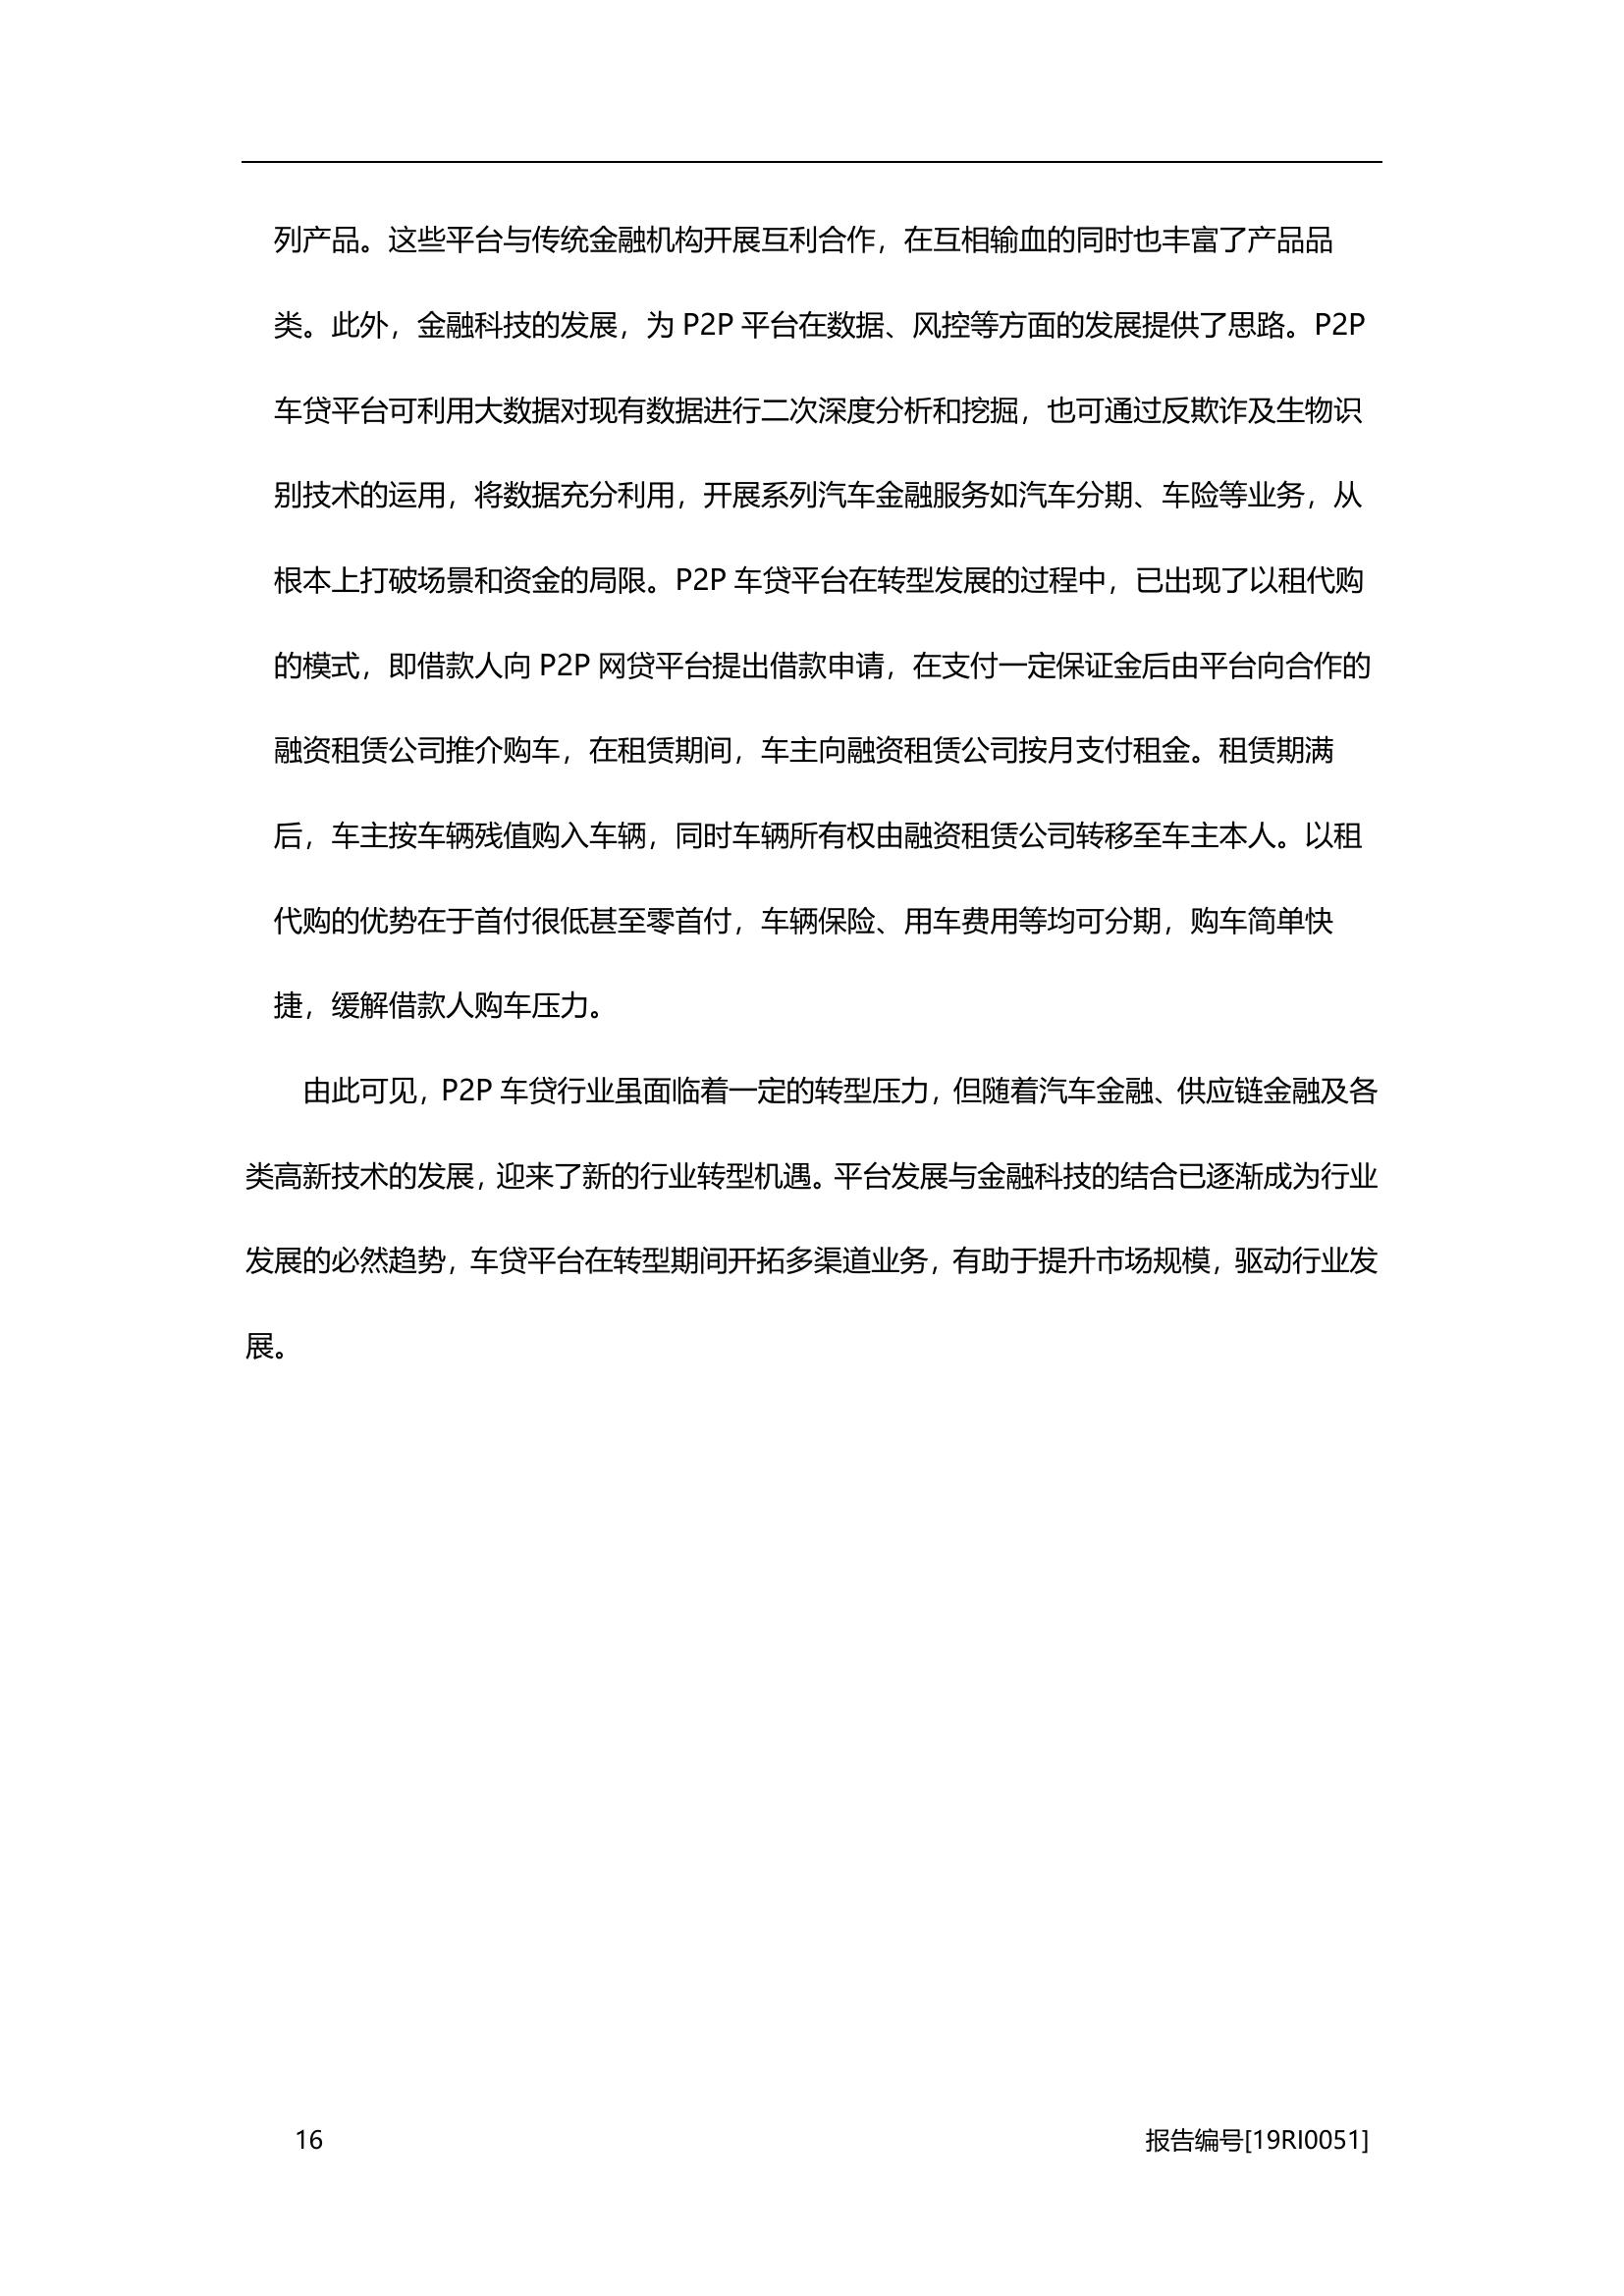 列产品。这些平台与传统金融机构开展互利合作，在互相输血的同时也丰富了产品品
类。此外，金融科技的发展，为 P2P 平台在数据、风控等方面的发展提供了思路。P2P
车贷平台可利用大数据对现有数据进行二次深度分析和挖掘，也可通过反欺诈及生物识
别技术的运用，将数据充分利用，开展系列汽车金融服务如汽车分期、车险等业务，从
根本上打破场景和资金的局限。P2P 车贷平台在转型发展的过程中，已出现了以租代购
的模式，即借款人向 P2P 网贷平台提出借款申请，在支付一定保证金后由平台向合作的
融资租赁公司推介购车，在租赁期间，车主向融资租赁公司按月支付租金。租赁期满
后，车主按车辆残值购入车辆，同时车辆所有权由融资租赁公司转移至车主本人。以租
代购的优势在于首付很低甚至零首付，车辆保险、用车费用等均可分期，购车简单快
捷，缓解借款人购车压力。
由此可见，P2P 车贷行业虽面临着一定的转型压力，但随着汽车金融、供应链金融及各
类高新技术的发展，迎来了新的行业转型机遇。平台发展与金融科技的结合已逐渐成为行业
发展的必然趋势，车贷平台在转型期间开拓多渠道业务，有助于提升市场规模，驱动行业发
展。
16 报告编号[19RI0051]